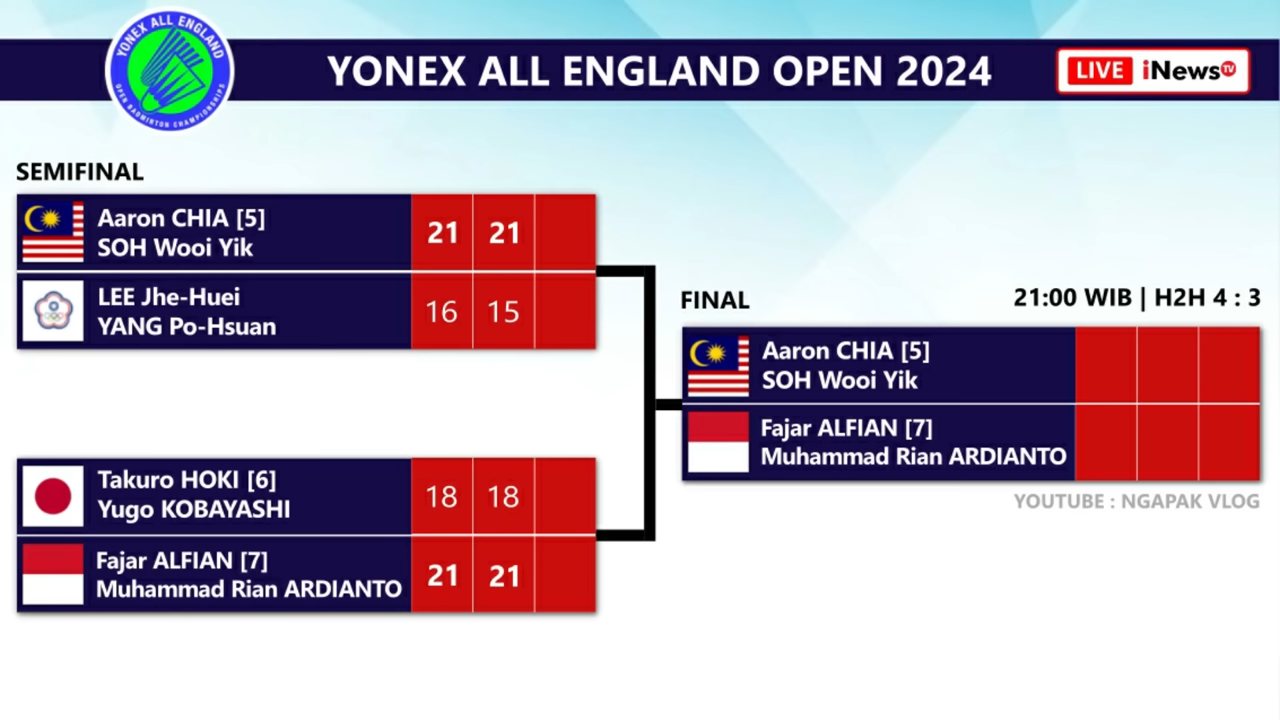 YONEX ALL ENGLAND
OPEN BADMINTON CHAMPIONSHIPS
YONEX ALL ENGLAND OPEN 2024
LIVE iNews TV
SEMIFINAL
Aaron CHIA [5]
SOH Wooi Yik
21 21
LEE Jhe-Huei
YANG Po-Hsuan
16 15
Takuro HOKI [6]
Yugo KOBAYASHI
18 18
Fajar ALFIAN [7]
Muhammad Rian ARDIANTO
21 21
FINAL
21:00 WIB | H2H 4 : 3
Aaron CHIA [5]
SOH Wooi Yik
Fajar ALFIAN [7]
Muhammad Rian ARDIANTO
YOUTUBE : NGAPAK VLOG